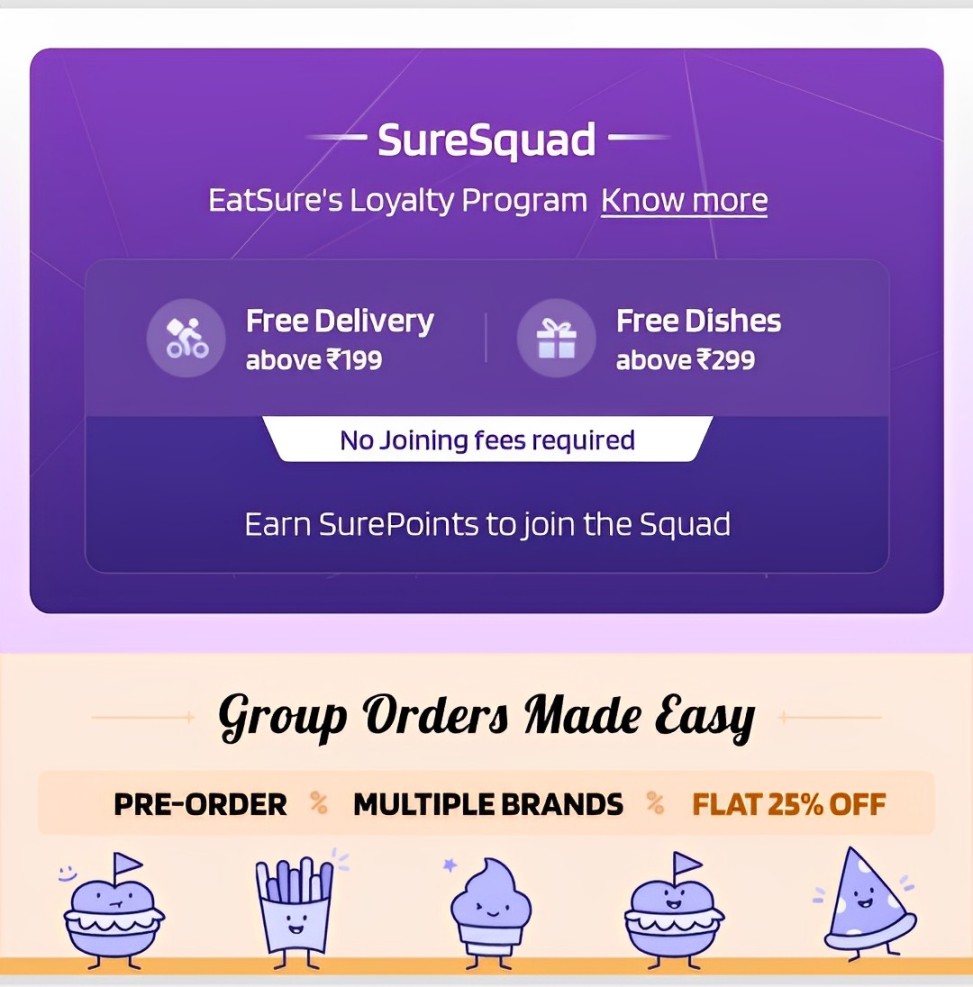 SureSquad
EatSure's Loyalty Program Know more
Free Delivery
above ₹199
Free Dishes
above ₹299
No Joining fees required
Earn SurePoints to join the Squad
Group Orders Made Easy
PRE-ORDER % MULTIPLE BRANDS % FLAT 25% OFF